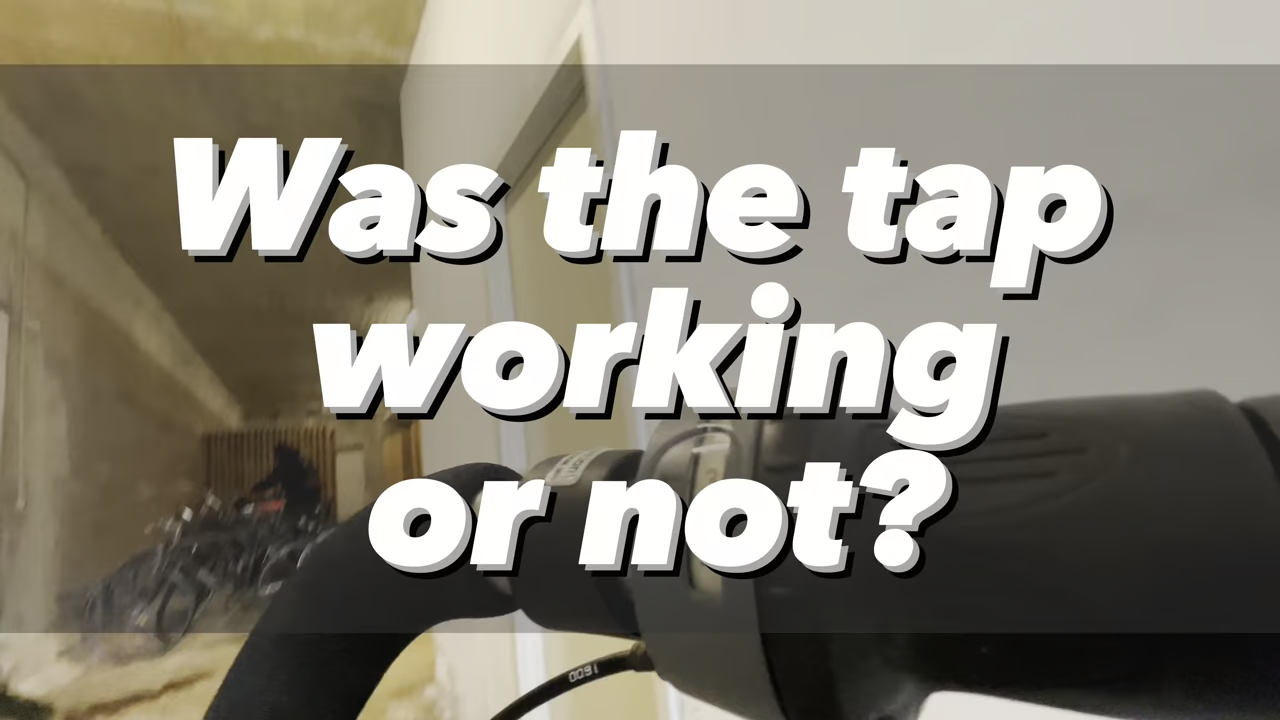 Was the tap
working
or not?